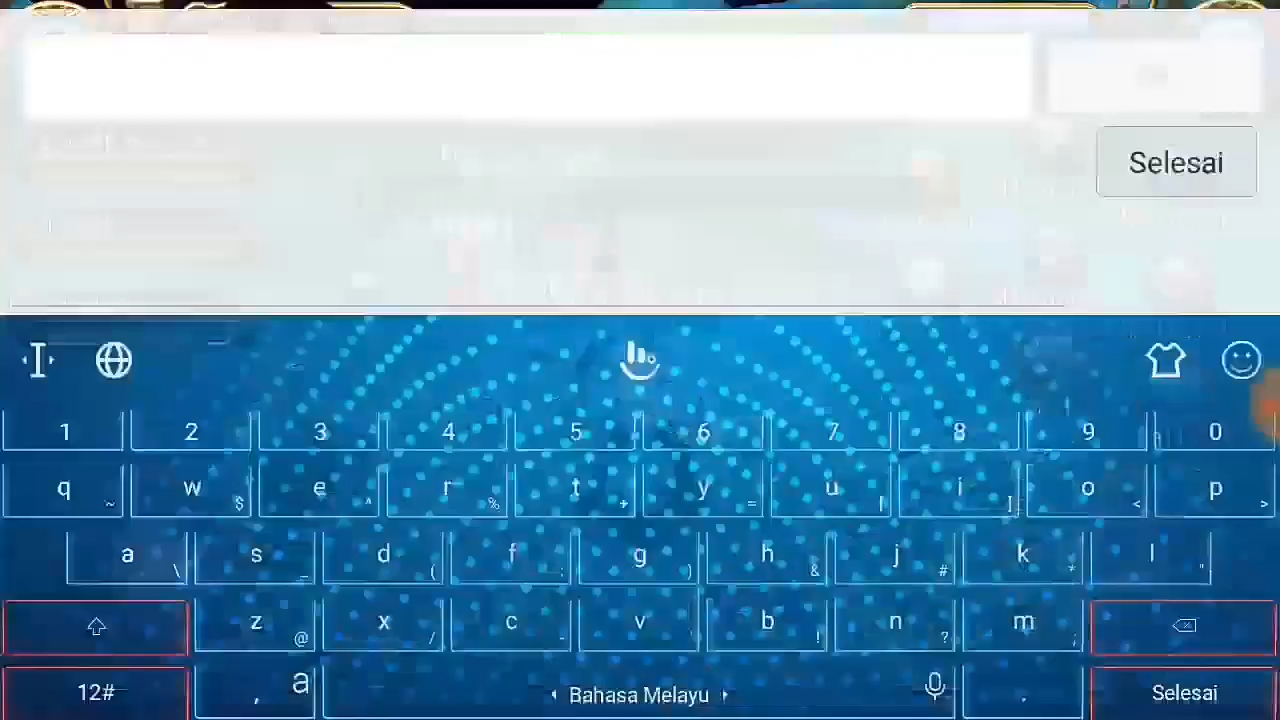 Selesai
1 2 3 4 5 6 7 8 9 0
q ~ w $ e ^ r % t + y = u i ] o < p >
a \ s _ d ( f : g ) h & j # k * l "
z @ x / c - v b ! n ? m ;
12# , a Bahasa Melayu . Selesai